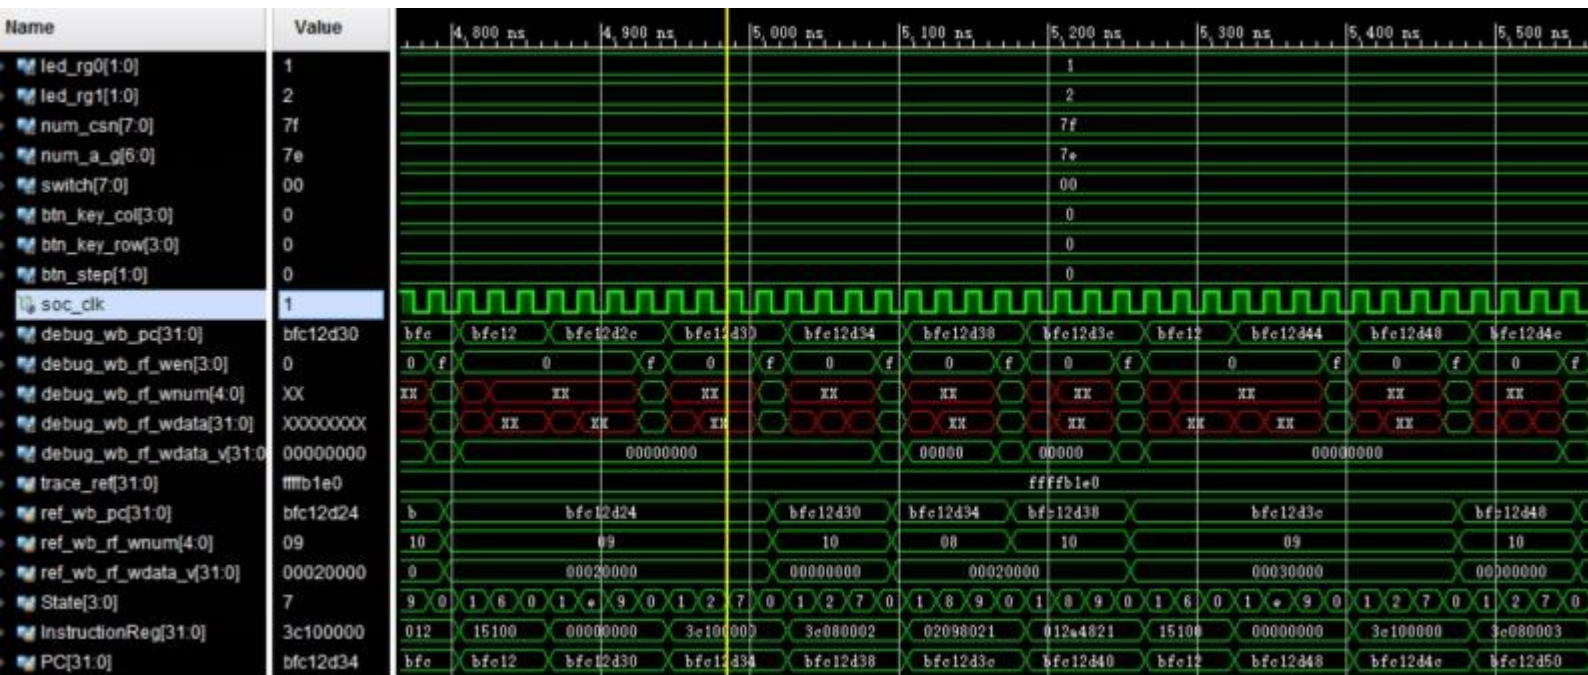 Name Value 4,800 ns 4,900 ns 5,000 ns 5,100 ns 5,200 ns 5,300 ns 5,400 ns 5,500 ns
led_rg0[1:0] 1 1
led_rg1[1:0] 2 2
num_csn[7:0] 7f 7f
num_a_g[6:0] 7e 7e
switch[7:0] 00 00
btn_key_col[3:0] 0 0
btn_key_row[3:0] 0 0
btn_step[1:0] 0 0
soc_clk 1
debug_wb_pc[31:0] bfc12d30 bfc bfc12 bfc12d2c bfc12d30 bfc12d34 bfc12d38 bfc12d3c bfc12 bfc12d44 bfc12d48 bfc12d4c
debug_wb_rf_wen[3:0] 0 0 f 0 f 0 f 0 f 0 f 0 f 0 f 0 f 0 f
debug_wb_rf_wnum[4:0] XX XX XX XX XX XX XX XX XX XX
debug_wb_rf_wdata[31:0] XXXXXXXX XX XX XX XX XX XX XX XX
debug_wb_rf_wdata_v[31:0 00000000 00000000 00000 00000 00000000
trace_ref[31:0] ffffb1e0 ffffb1e0
ref_wb_pc[31:0] bfc12d24 b bfc12d24 bfc12d30 bfc12d34 bfc12d38 bfc12d3c bfc12d48
ref_wb_rf_wnum[4:0] 09 10 09 10 08 10 09 10
ref_wb_rf_wdata_v[31:0] 00020000 0 00020000 00000000 00020000 00030000 00000000
State[3:0] 7 9 0 1 6 0 1 e 9 0 1 2 7 0 1 2 7 0 1 8 9 0 1 8 9 0 1 6 0 1 e 9 0 1 2 7 0 1 2 7 0
InstructionReg[31:0] 3c100000 012 15100 00000000 3c100000 3c080002 02098021 012a4821 15100 00000000 3c100000 3c080003
PC[31:0] bfc12d34 bfc bfc12 bfc12d30 bfc12d34 bfc12d38 bfc12d3c bfc12d40 bfc12 bfc12d48 bfc12d4c bfc12d50